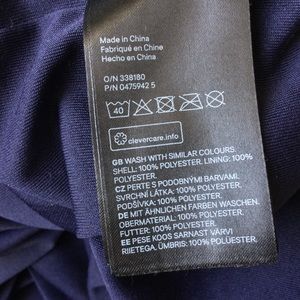 Made in China
Fabriqué en Chine
Hecho en China
O/N 338180
P/N 0475942 5
40
clevercare.info
GB WASH WITH SIMILAR COLOURS.
SHELL: 100% POLYESTER. LINING: 100%
POLYESTER.
CZ PERTE S PODOBNÝMI BARVAMI.
SVRCHNÍ LÁTKA: 100% POLYESTER.
PODŠÍVKA: 100% POLYESTER.
DE MIT ÄHNLICHEN FARBEN WASCHEN.
OBERMATERIAL: 100% POLYESTER.
FUTTER: 100% POLYESTER.
EE PESE KOOS SARNAST VÄRVI
RIIETEGA. ÜMBRIS: 100% POLÜESTER.